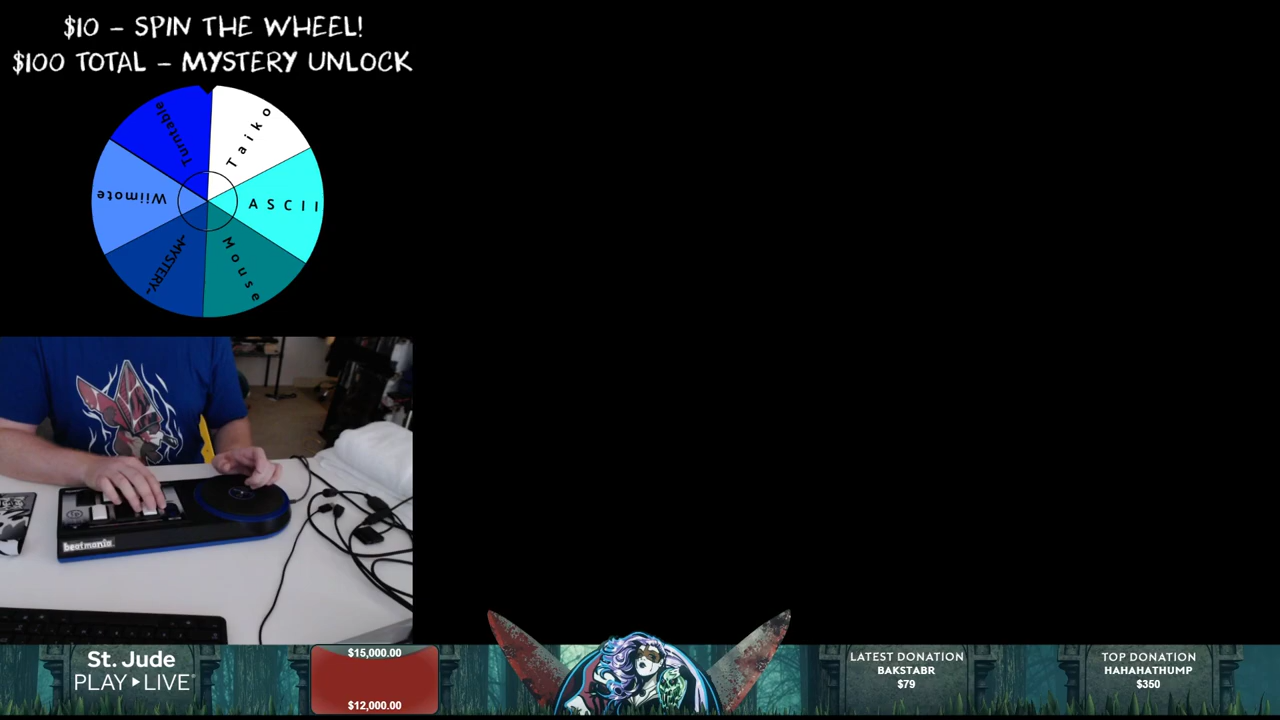 $10 – SPIN THE WHEEL!
$100 TOTAL – MYSTERY UNLOCK
Turntable
Taiko
Wiimote
ASCII
-MYSTERY-
Mouse
beatmania
St. Jude
PLAY LIVE
$15,000.00
$12,000.00
LATEST DONATION
BAKSTABR
$79
TOP DONATION
HAHAHATHUMP
$350